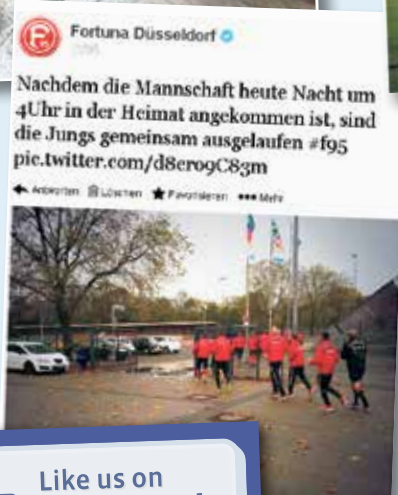 Fortuna Düsseldorf
Nachdem die Mannschaft heute Nacht um
4Uhr in der Heimat angekommen ist, sind
die Jungs gemeinsam ausgelaufen #f95
pic.twitter.com/d8er09C83m
Antworten Löschen Favorisieren Mehr
Like us on